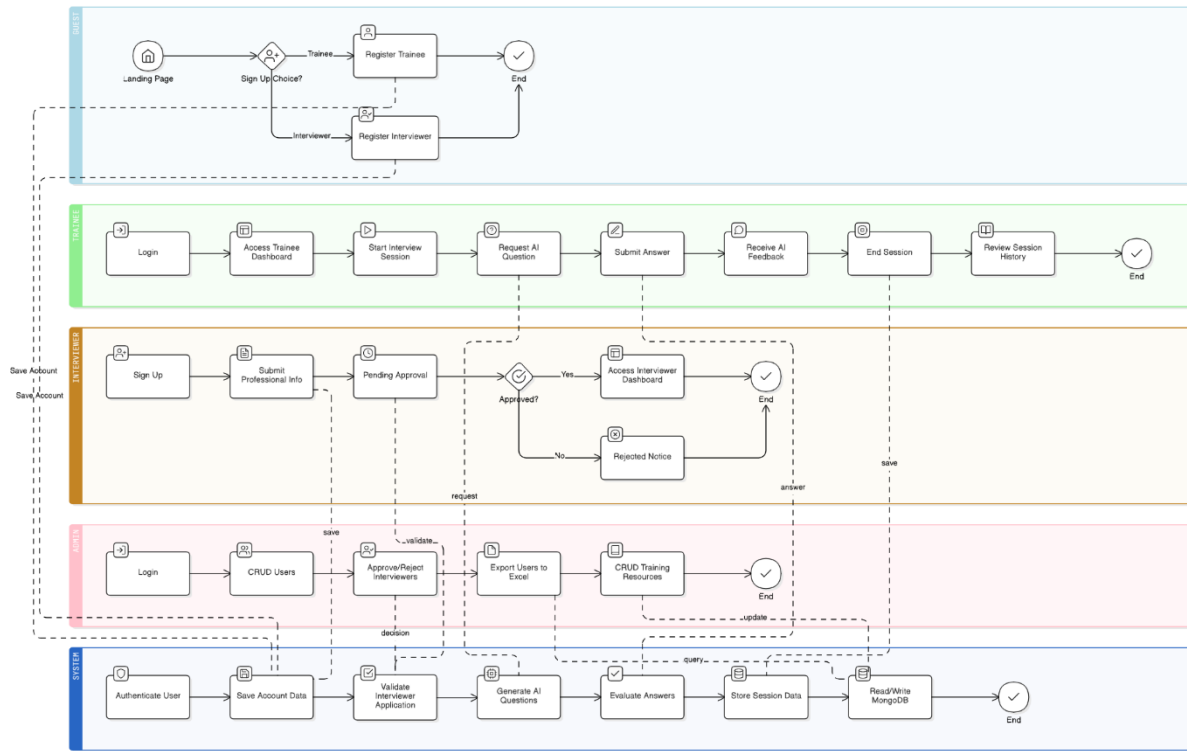 GUEST
Landing Page
Sign Up Choice?
Trainee
Register Trainee
End
Interviewer
Register Interviewer
TRAINEE
Login
Access Trainee
Dashboard
Start Interview
Session
Request AI
Question
Submit Answer
Receive AI
Feedback
End Session
Review Session
History
End
INTERVIEWER
Sign Up
Submit
Professional Info
Pending Approval
Approved?
Yes
Access Interviewer
Dashboard
End
No
Rejected Notice
Save Account
Save Account
request
answer
save
ADMIN
save
validate
Login
CRUD Users
Approve/Reject
Interviewers
Export Users to
Excel
CRUD Training
Resources
End
decision
update
query
SYSTEM
Authenticate User
Save Account Data
Validate
Interviewer
Application
Generate AI
Questions
Evaluate Answers
Store Session Data
Read/Write
MongoDB
End